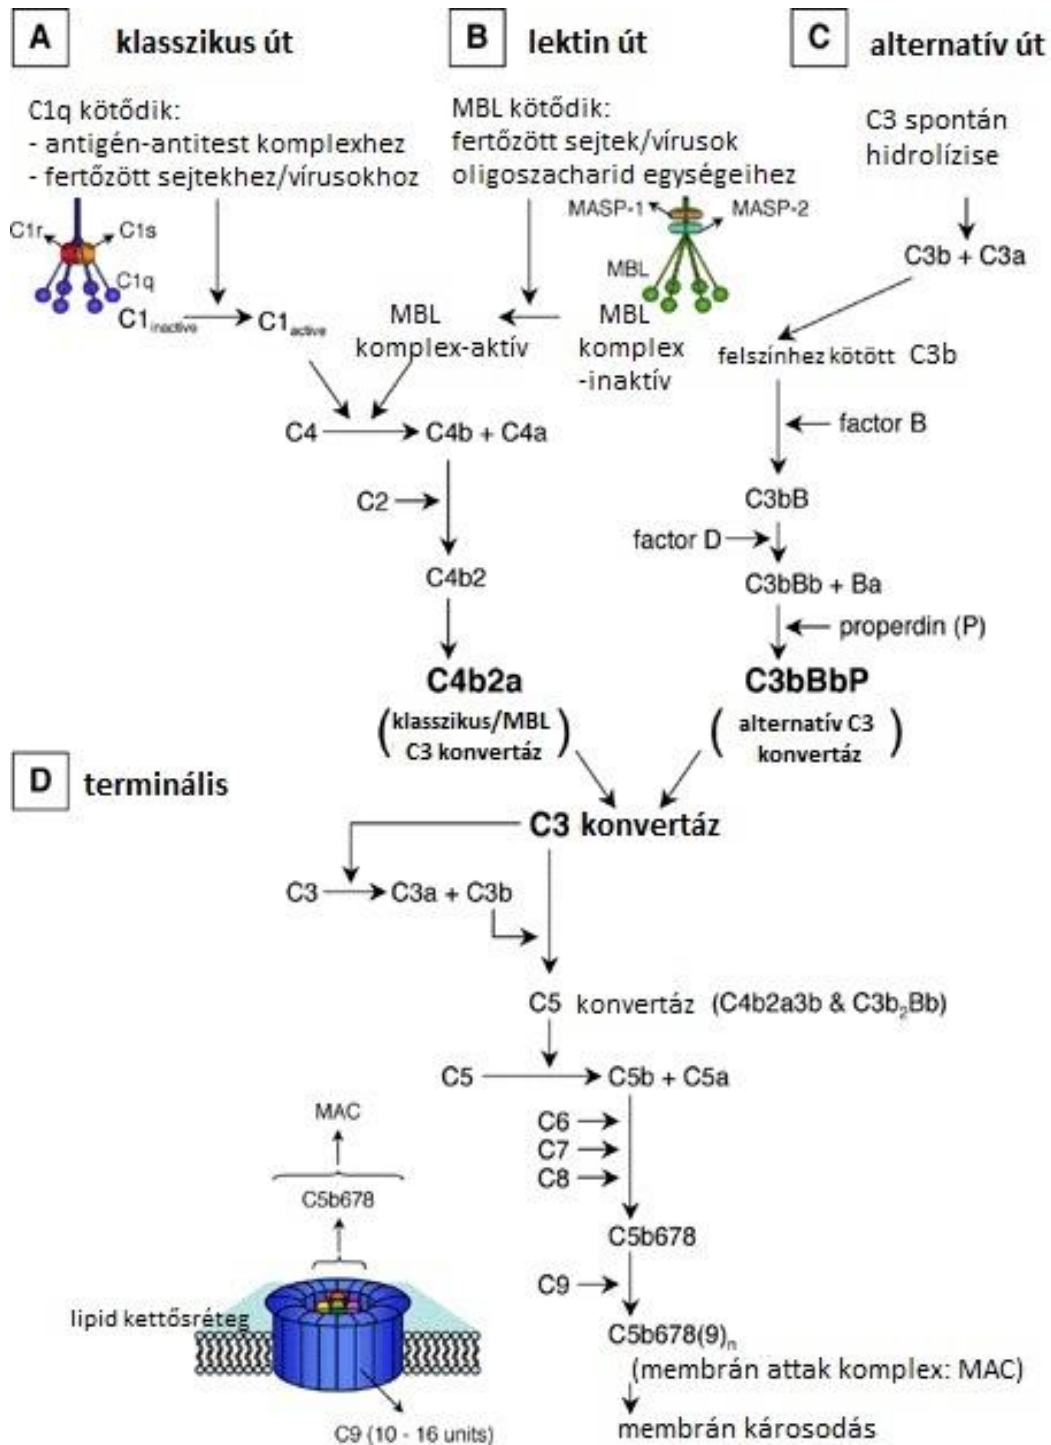 A klasszikus út
C1q kötődik:
- antigén-antitest komplexhez
- fertőzött sejtekhez/vírusokhoz
C1r
C1s
C1q
C1inactive
C1active
B lektin út
MBL kötődik:
fertőzött sejtek/vírusok
oligoszacharid egységeihez
MASP-1
MASP-2
MBL
MBL
komplex-aktív
MBL
komplex
-inaktív
C4
C4b + C4a
C2
C4b2
C4b2a
(klasszikus/MBL
C3 konvertáz)
C alternatív út
C3 spontán
hidrolízise
C3b + C3a
felszínhez kötött C3b
factor B
C3bB
factor D
C3bBb + Ba
properdin (P)
C3bBbP
(alternatív C3
konvertáz)
D terminális
C3 konvertáz
C3
C3a + C3b
C5 konvertáz (C4b2a3b & C3b2Bb)
C5
C5b + C5a
C6
C7
C8
C5b678
C9
C5b678(9)n
(membrán attak komplex: MAC)
membrán károsodás
MAC
C5b678
lipid kettősréteg
C9 (10 - 16 units)